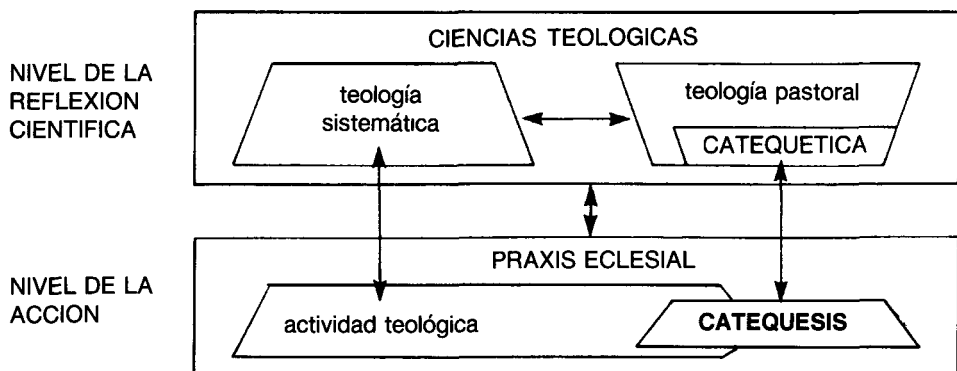 CIENCIAS TEOLOGICAS
NIVEL DE LA
REFLEXION
CIENTIFICA
teología
sistemática
teología pastoral
CATEQUETICA
PRAXIS ECLESIAL
NIVEL DE LA
ACCION
actividad teológica
CATEQUESIS